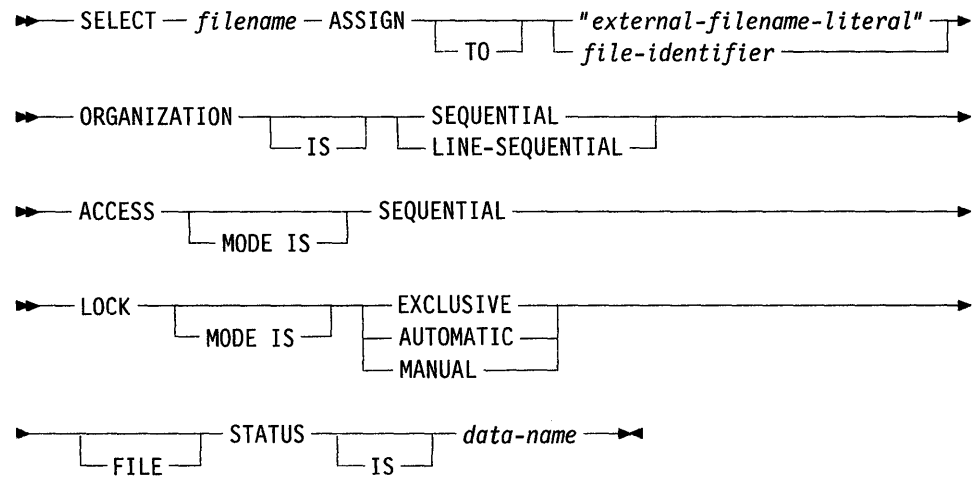 SELECT filename ASSIGN "external-filename-literal"
TO file-identifier
ORGANIZATION SEQUENTIAL
IS LINE-SEQUENTIAL
ACCESS SEQUENTIAL
MODE IS
LOCK EXCLUSIVE
MODE IS AUTOMATIC
MANUAL
STATUS data-name
FILE IS